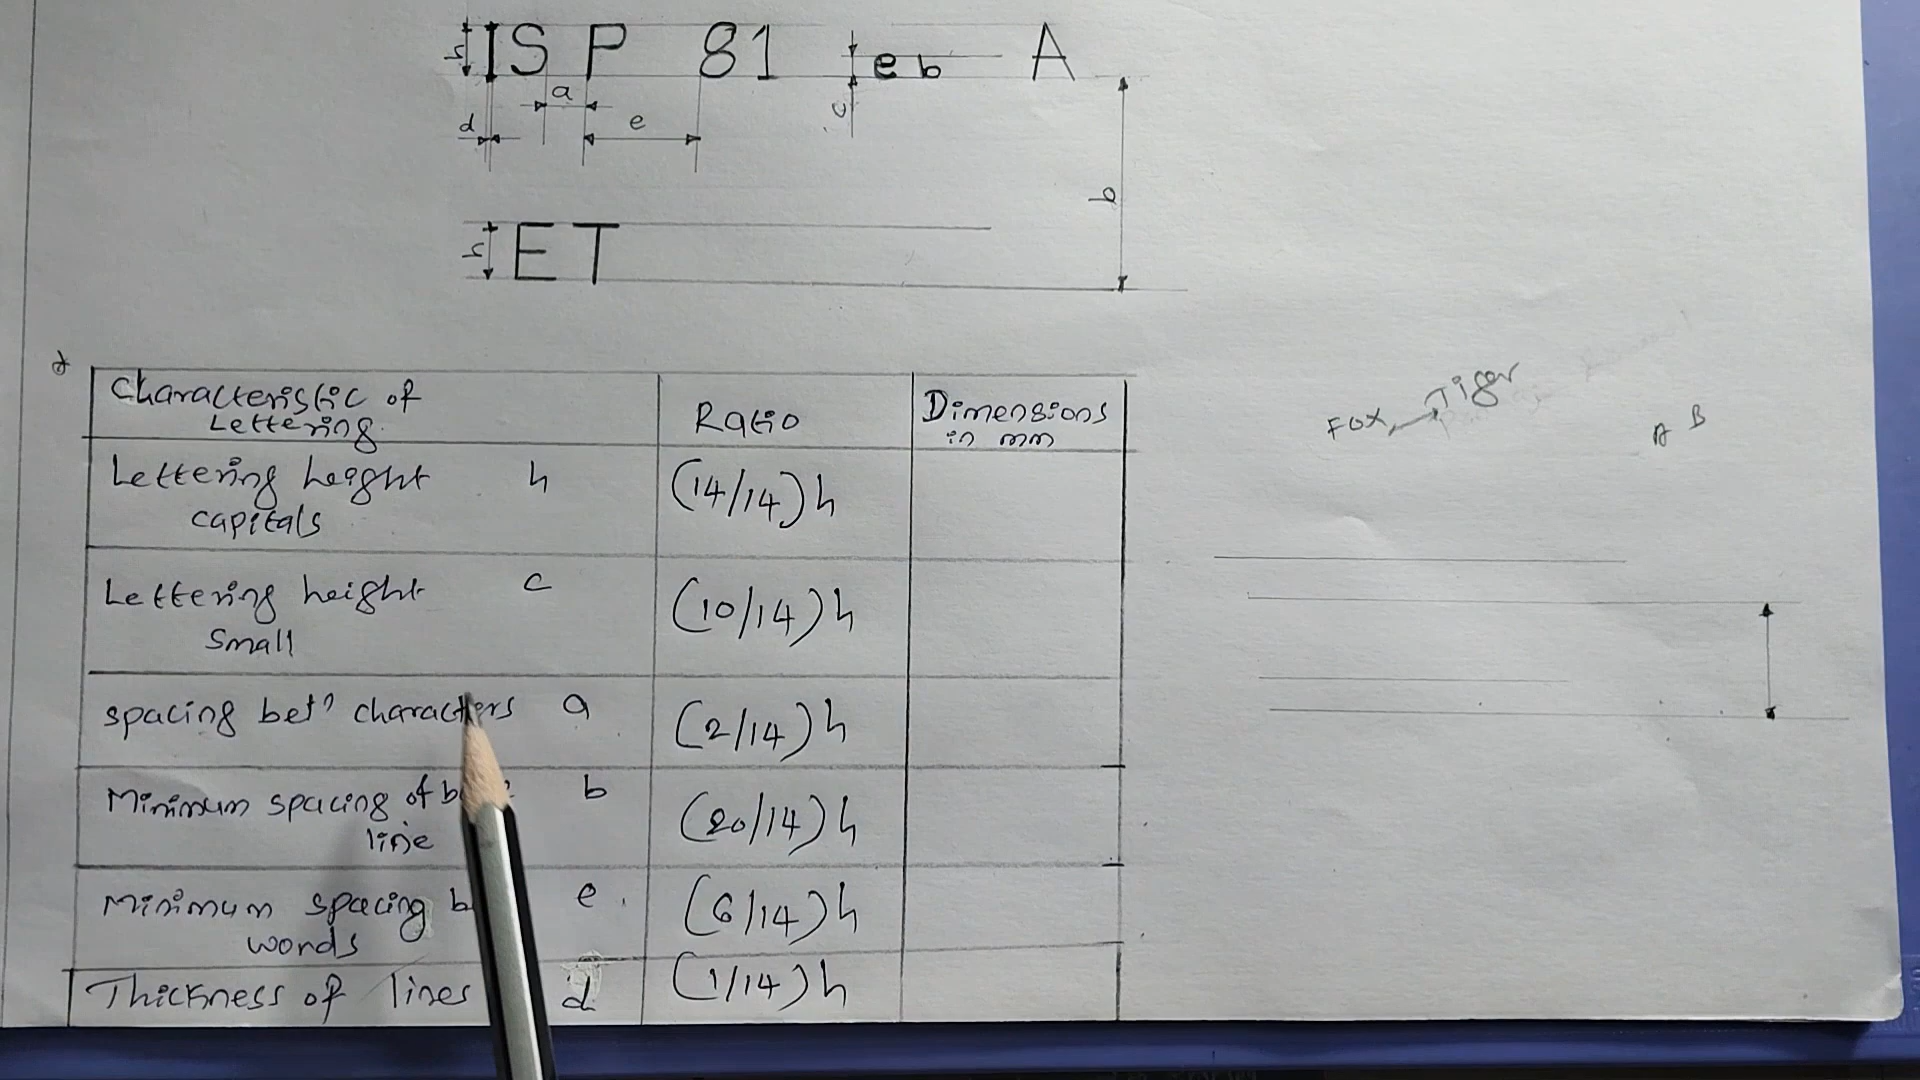 h ISP 81 eb A
a
d e c
b
h ET
Characteristic of Lettering. Ratio Dimensions in mm
Lettering height capitals h (14/14)h
Lettering height small c (10/14)h
spacing betn characters a (2/14)h
Minimum spacing of line b (20/14)h
Minimum spacing words e (6/14)h
Thickness of lines d (1/14)h
Fox, Tiger
A B